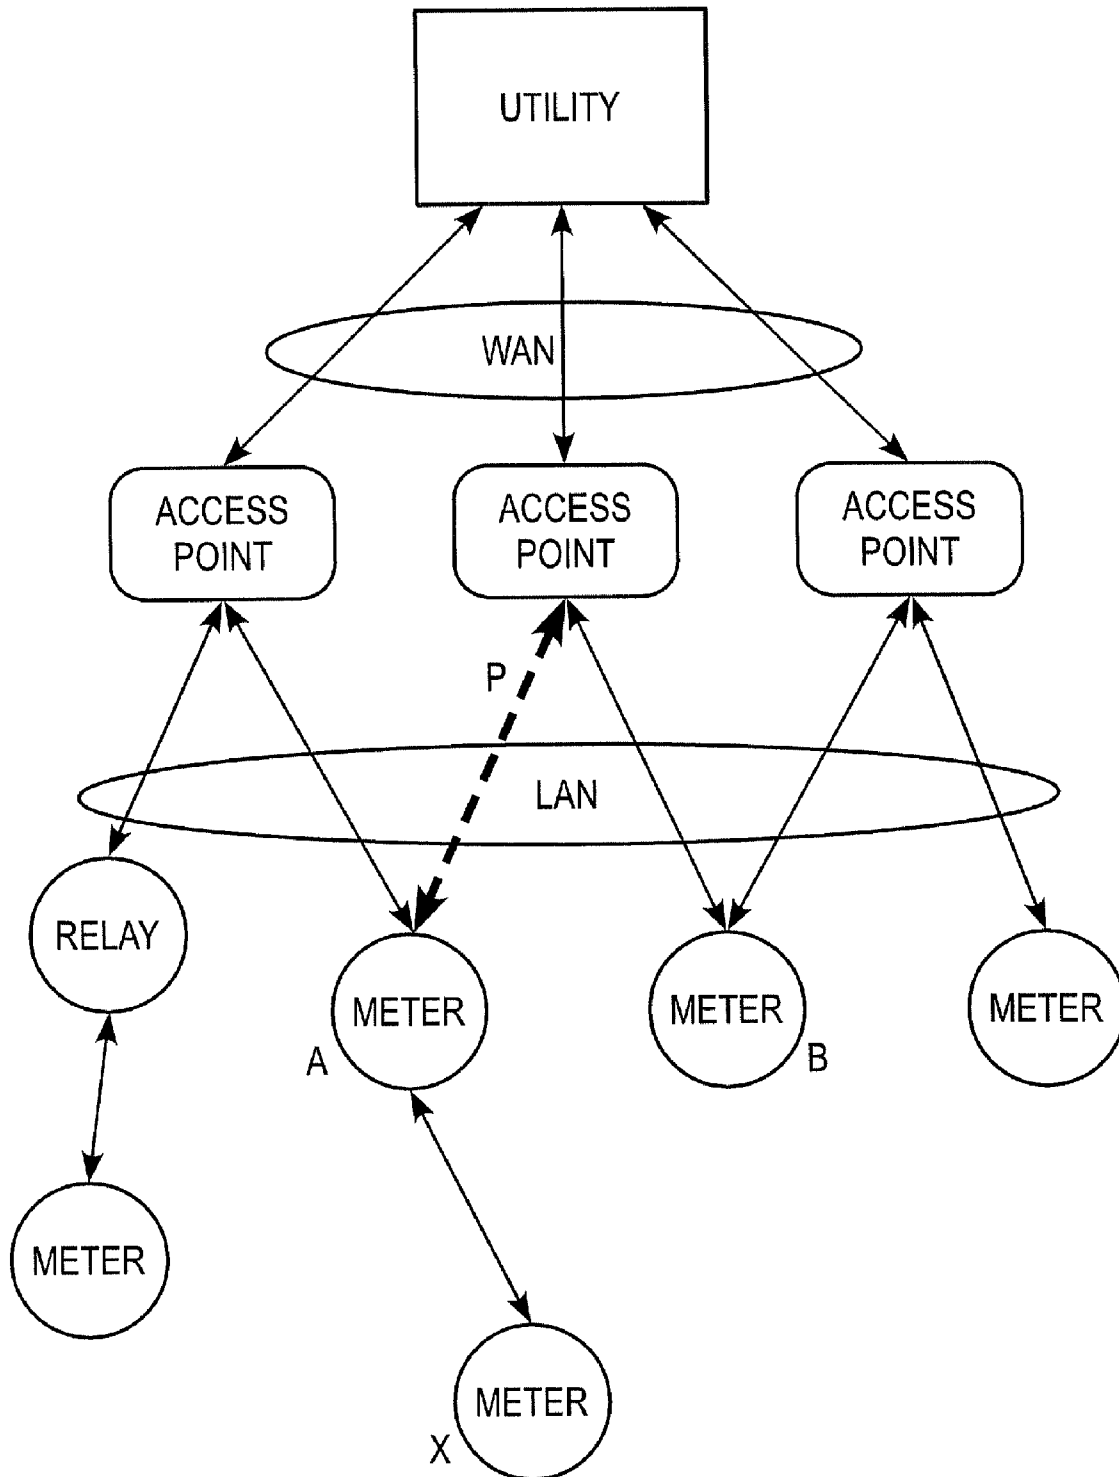 UTILITY
WAN
ACCESS
POINT
ACCESS
POINT
ACCESS
POINT
P
LAN
RELAY
METER
A
METER
B
METER
METER
METER
X